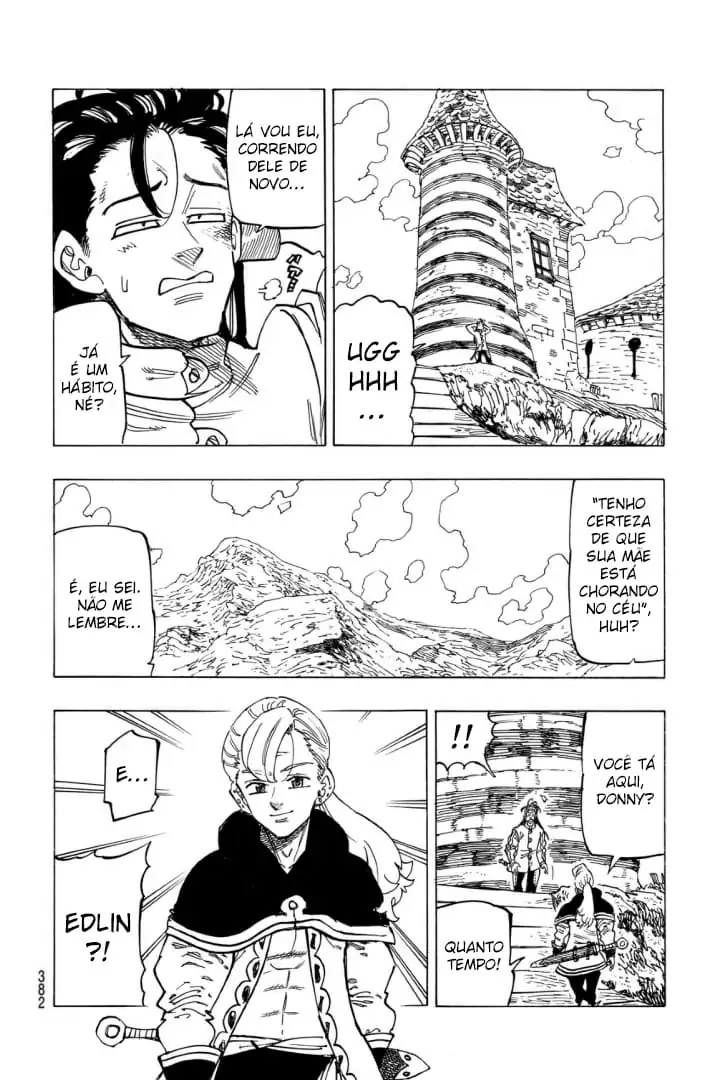 UGG
HHH
...
LÁ VOU EU,
CORRENDO
DELE DE
NOVO...
JÁ
É UM
HÁBITO,
NÉ?
"TENHO
CERTEZA
DE QUE
SUA MÃE
ESTÁ
CHORANDO
NO CÉU",
HUH?
É, EU SEI.
NÃO ME
LEMBRE...
VOCÊ TÁ
AQUI,
DONNY?
!!
QUANTO
TEMPO!
E...
EDLIN
?!
382